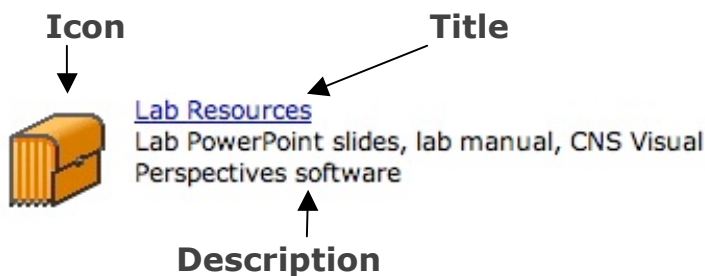 Icon
Title
Lab Resources
Lab PowerPoint slides, lab manual, CNS Visual
Perspectives software
Description